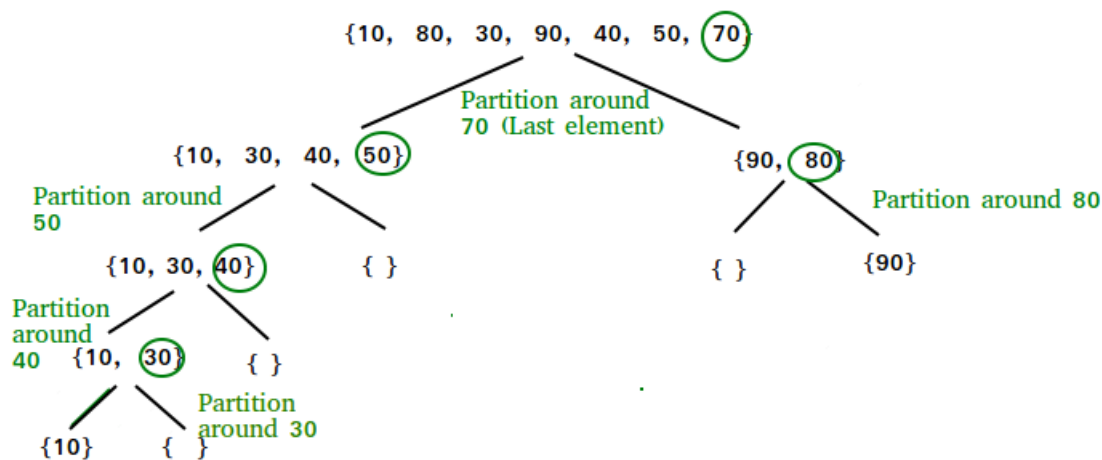 {10, 80, 30, 90, 40, 50, 70}
Partition around
70 (Last element)
{10, 30, 40, 50}
{90, 80}
Partition around
50
Partition around 80
{10, 30, 40}
{ }
{ }
{90}
Partition
around
40
{10, 30}
{ }
Partition
around 30
{10}
{ }